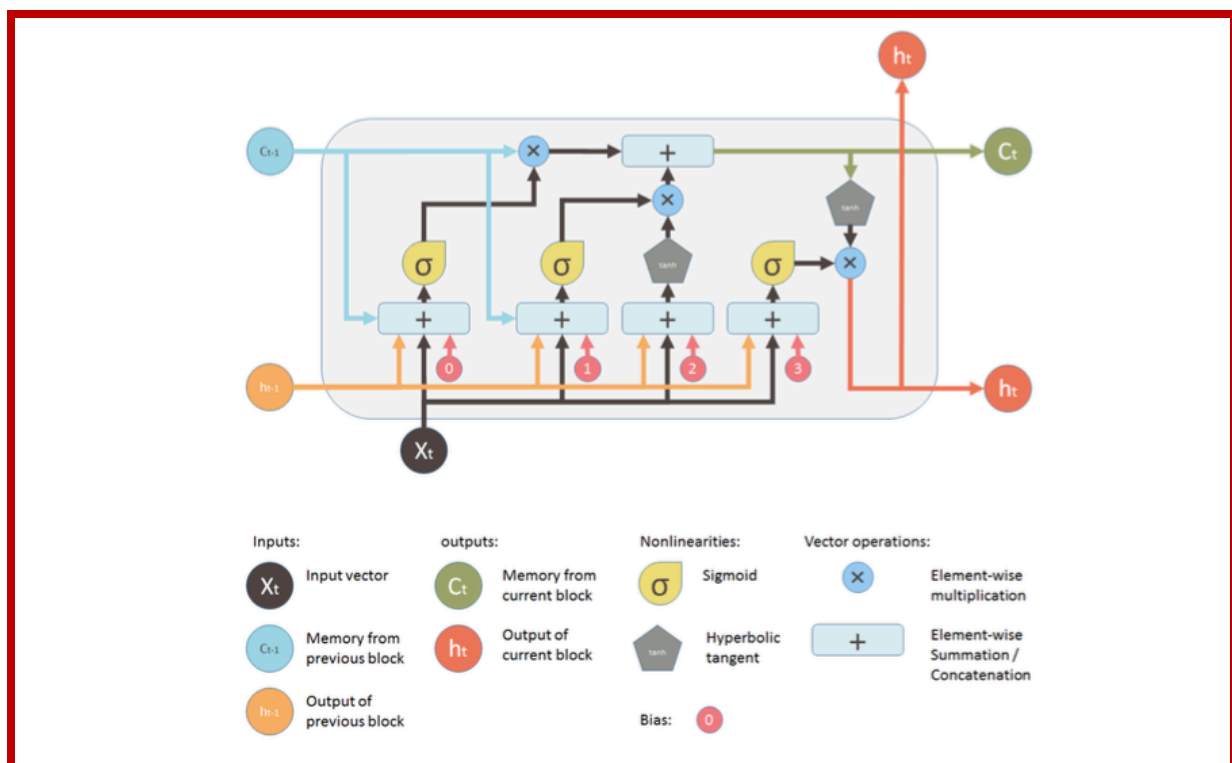 ht
Ct-1
×
+
Ct
×
tanh
σ
σ
tanh
σ
×
+
+
+
+
0
1
2
3
ht-1
ht
Xt
Inputs:
outputs:
Nonlinearities:
Vector operations:
Xt
Input vector
Ct
Memory from
current block
σ
Sigmoid
×
Element-wise
multiplication
Ct-1
Memory from
previous block
ht
Output of
current block
tanh
Hyperbolic
tangent
+
Element-wise
Summation /
Concatenation
ht-1
Output of
previous block
Bias:
0